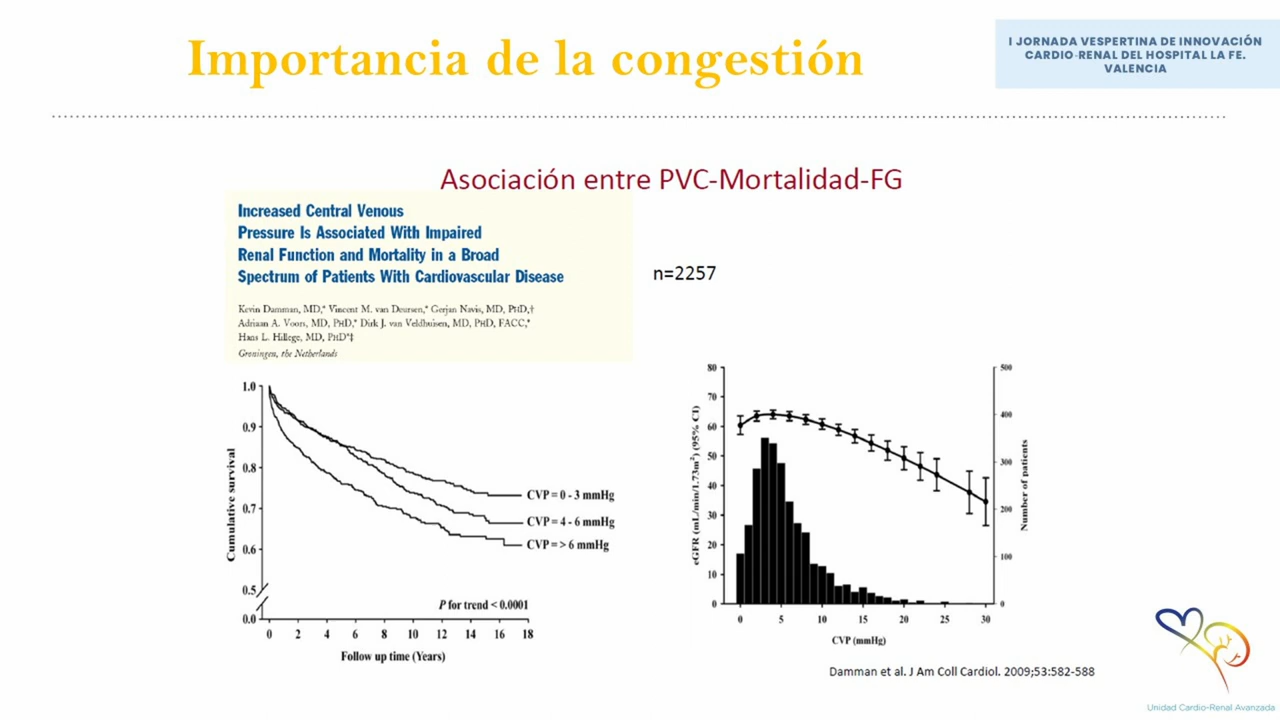 Importancia de la congestión
I JORNADA VESPERTINA DE INNOVACIÓN
CARDIO-RENAL DEL HOSPITAL LA FE.
VALENCIA
Asociación entre PVC-Mortalidad-FG
Increased Central Venous
Pressure Is Associated With Impaired
Renal Function and Mortality in a Broad
Spectrum of Patients With Cardiovascular Disease
Kevin Damman, MD,* Vincent M. van Deursen,* Gerjan Navis, MD, PHD,†
Adriaan A. Voors, MD, PHD,* Dirk J. van Veldhuisen, MD, PHD, FACC,*
Hans L. Hillege, MD, PHD*‡
Groningen, the Netherlands
n=2257
Cumulative survival
1.0
0.9
0.8
0.7
0.6
0.5
0.0
CVP = 0 - 3 mmHg
CVP = 4 - 6 mmHg
CVP = > 6 mmHg
P for trend < 0.0001
0 2 4 6 8 10 12 14 16 18
Follow up time (Years)
eGFR (mL/min/1.73m²) (95% CI)
80
70
60
50
40
30
20
10
0
500
400
300
200
100
0
Number of patients
0 5 10 15 20 25 30
CVP (mmHg)
Damman et al. J Am Coll Cardiol. 2009;53:582-588
Unidad Cardio-Renal Avanzada